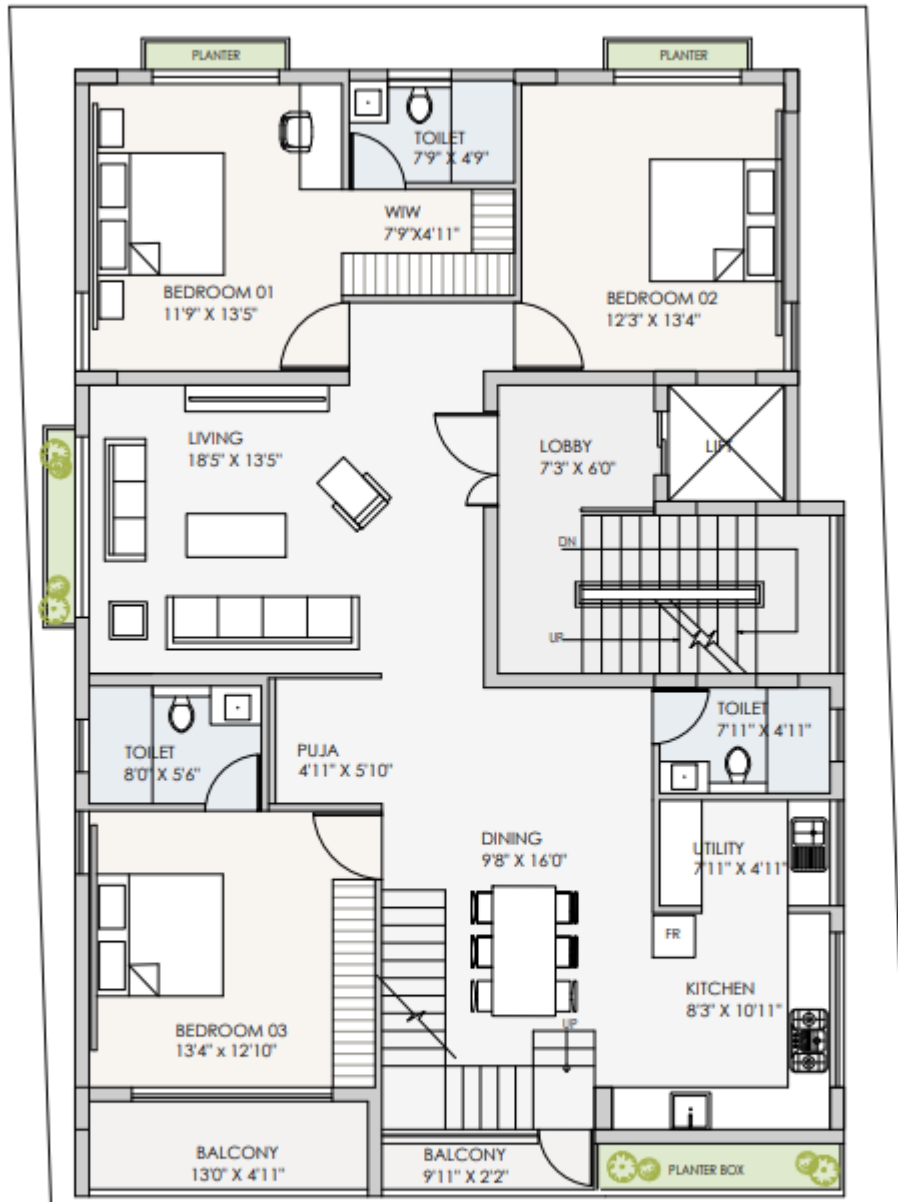 PLANTER
PLANTER
TOILET
7'9" X 4'9"
WIW
7'9"X4'11"
BEDROOM 01
11'9" X 13'5"
BEDROOM 02
12'3" X 13'4"
LIVING
18'5" X 13'5"
LOBBY
7'3" X 6'0"
LIFT
DN
UP
TOILET
8'0" X 5'6"
PUJA
4'11" X 5'10"
TOILET
7'11" X 4'11"
DINING
9'8" X 16'0"
UTILITY
7'11" X 4'11"
FR
KITCHEN
8'3" X 10'11"
BEDROOM 03
13'4" x 12'10"
UP
BALCONY
13'0" X 4'11"
BALCONY
9'11" X 2'2"
PLANTER BOX